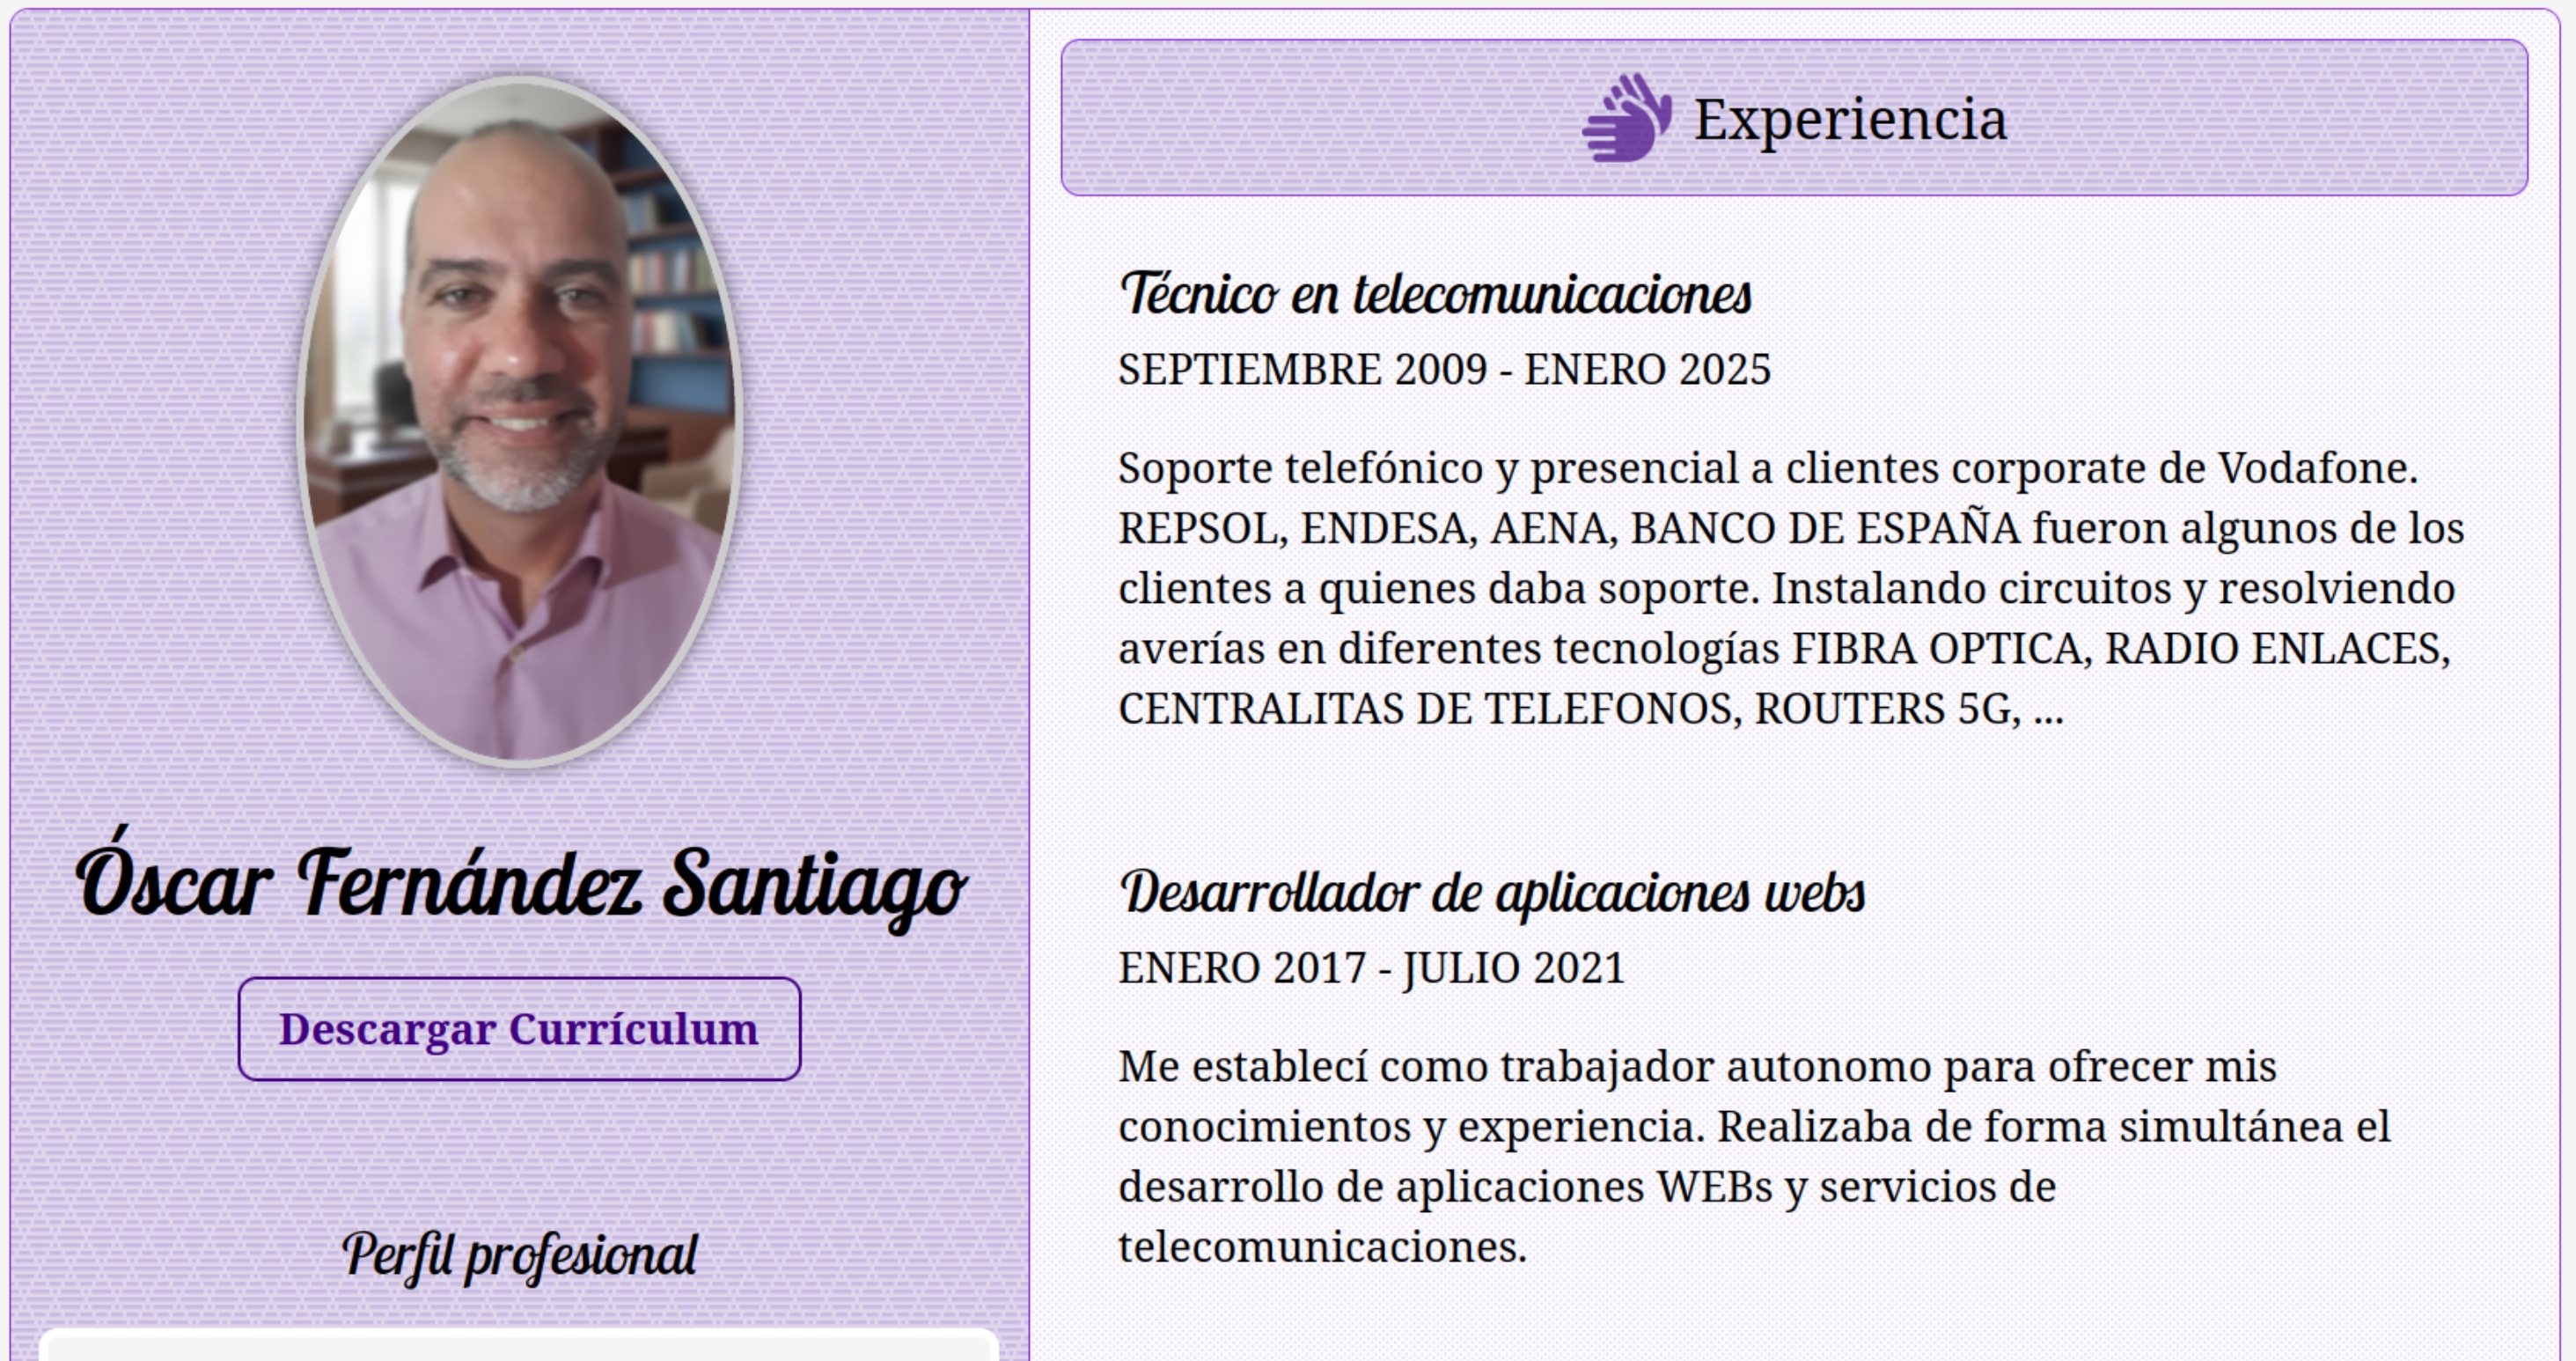 Óscar Fernández Santiago
Descargar Currículum
Perfil profesional
Experiencia
Técnico en telecomunicaciones
SEPTIEMBRE 2009 - ENERO 2025
Soporte telefónico y presencial a clientes corporate de Vodafone.
REPSOL, ENDESA, AENA, BANCO DE ESPAÑA fueron algunos de los
clientes a quienes daba soporte. Instalando circuitos y resolviendo
averías en diferentes tecnologías FIBRA OPTICA, RADIO ENLACES,
CENTRALITAS DE TELEFONOS, ROUTERS 5G, ...
Desarrollador de aplicaciones webs
ENERO 2017 - JULIO 2021
Me establecí como trabajador autonomo para ofrecer mis
conocimientos y experiencia. Realizaba de forma simultánea el
desarrollo de aplicaciones WEBs y servicios de
telecomunicaciones.